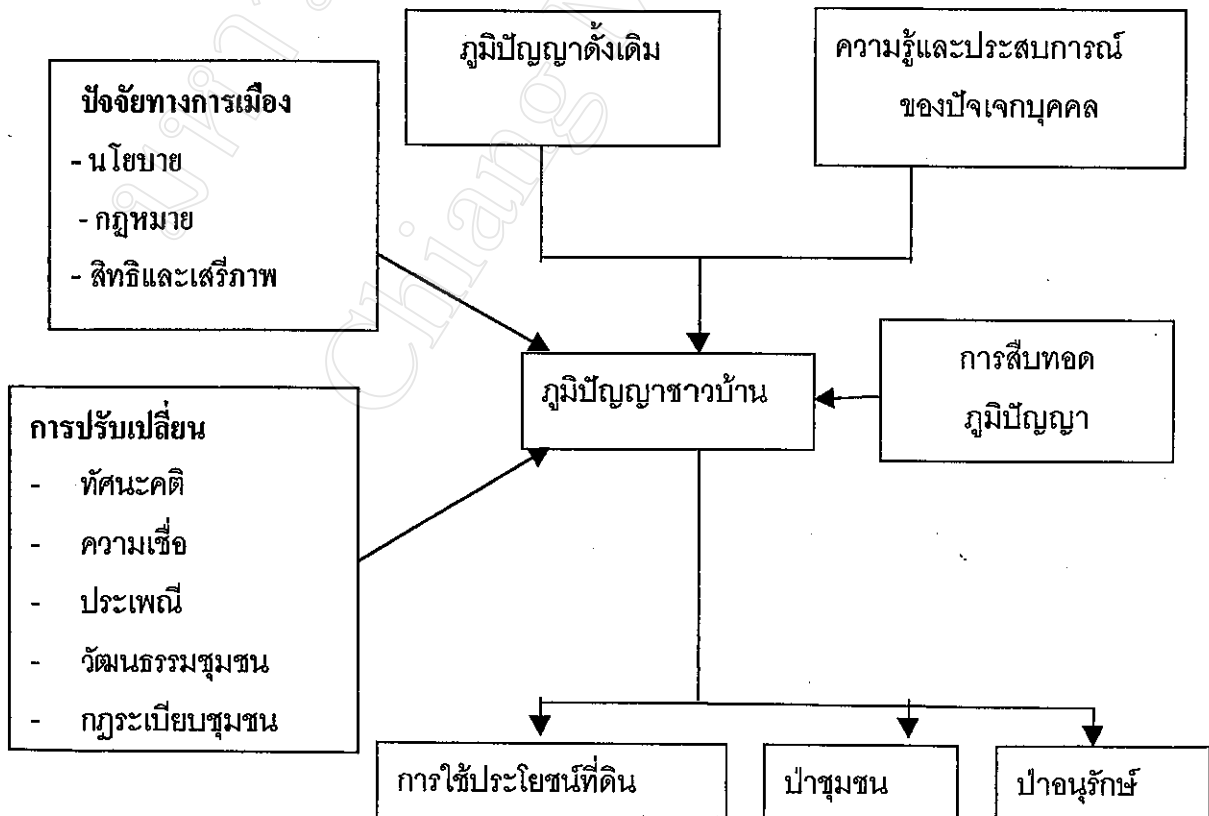 ภูมิปัญญาดั้งเดิม
ความรู้และประสบการณ์
ของปัจเจกบุคคล
ปัจจัยทางการเมือง
- นโยบาย
- กฎหมาย
- สิทธิและเสรีภาพ
ภูมิปัญญาชาวบ้าน
การสืบทอด
ภูมิปัญญา
การปรับเปลี่ยน
- ทัศนะคติ
- ความเชื่อ
- ประเพณี
- วัฒนธรรมชุมชน
- กฎระเบียบชุมชน
การใช้ประโยชน์ที่ดิน
ป่าชุมชน
ป่าอนุรักษ์
Chiang